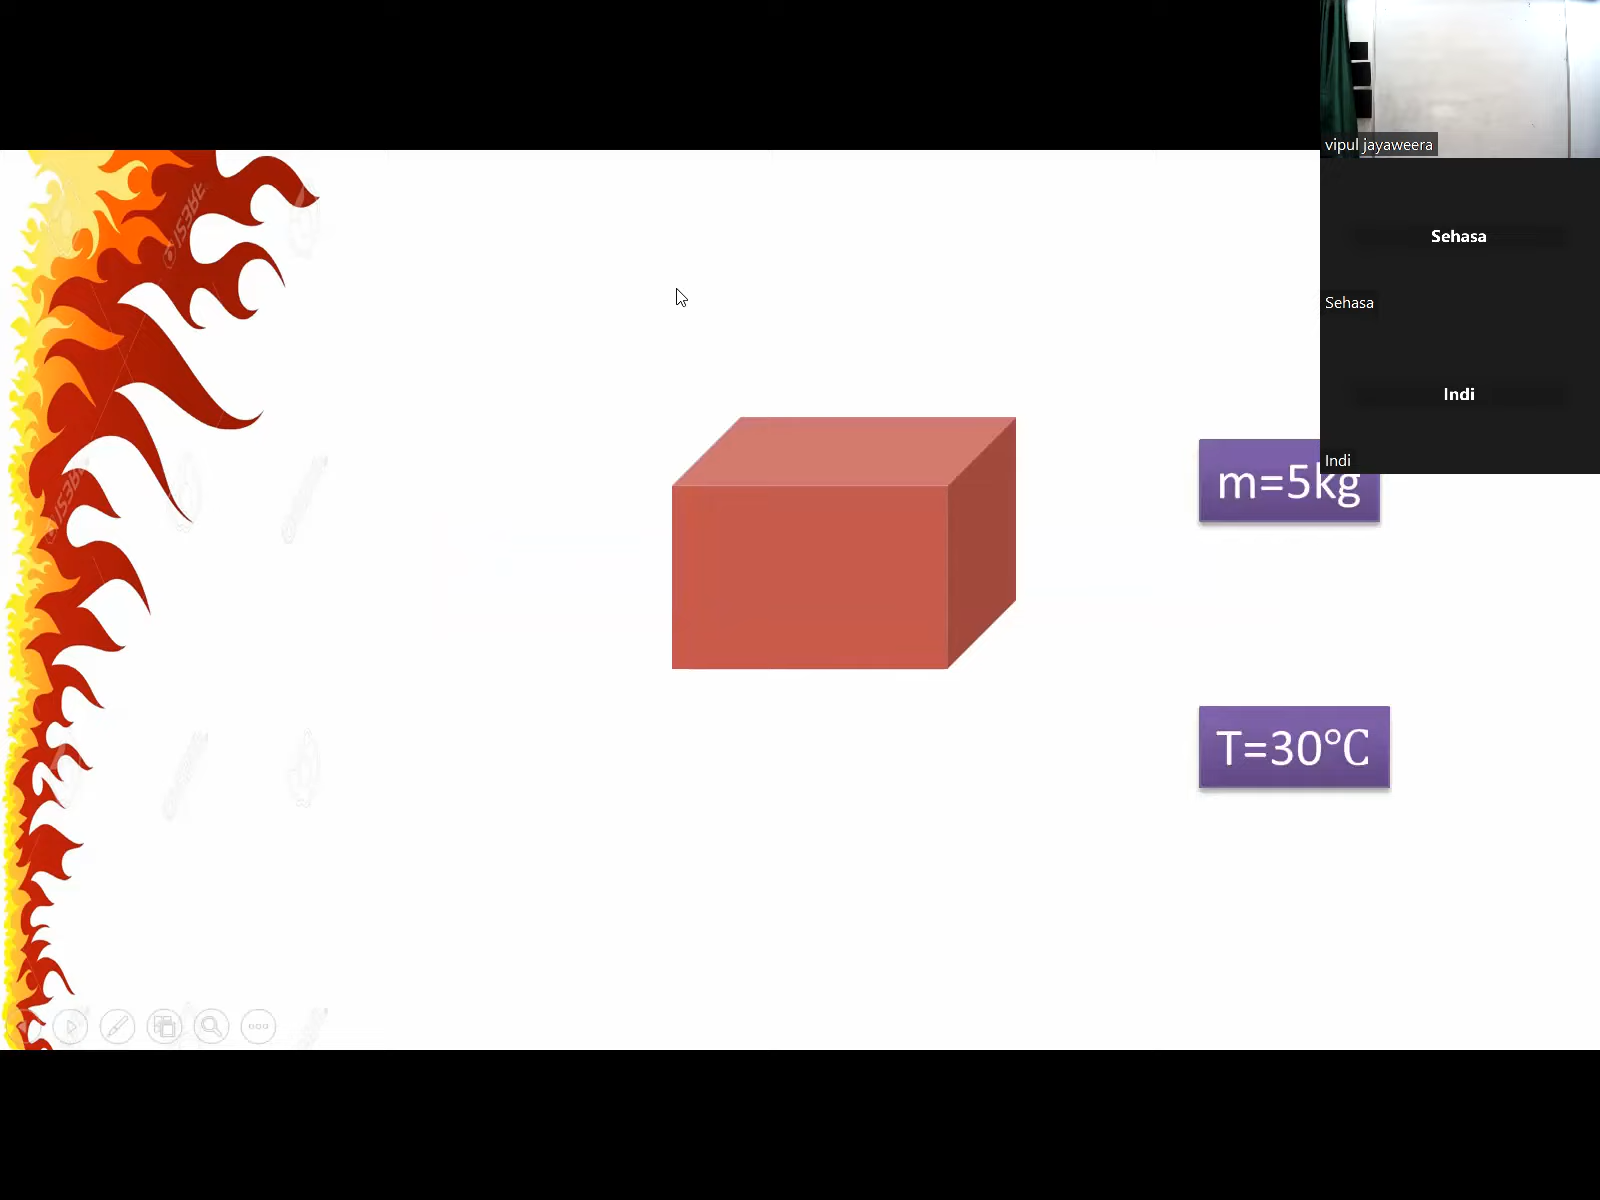 vipul jayaweera
Sehasa
Sehasa
Indi
Indi
m=5kg
T=30°C